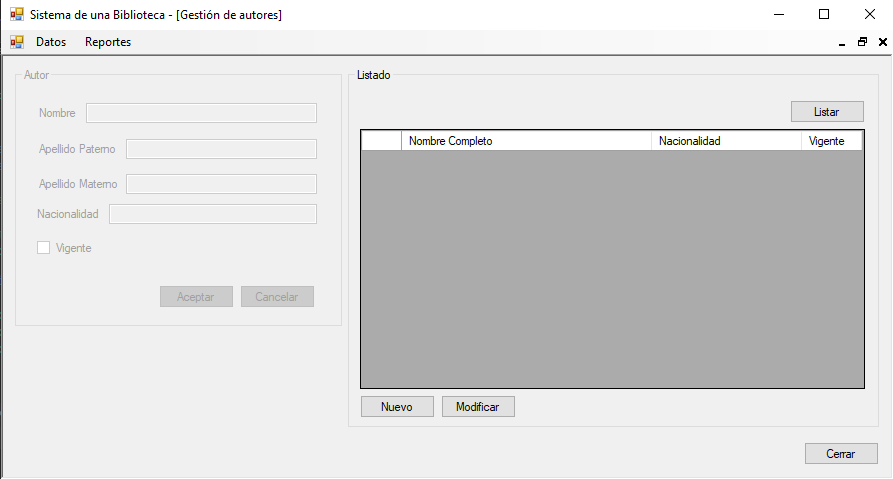 Sistema de una Biblioteca - [Gestión de autores]
Datos Reportes
Autor
Nombre
Apellido Paterno
Apellido Materno
Nacionalidad
Vigente
Aceptar Cancelar
Listado
Listar
Nombre Completo Nacionalidad Vigente
Nuevo Modificar
Cerrar